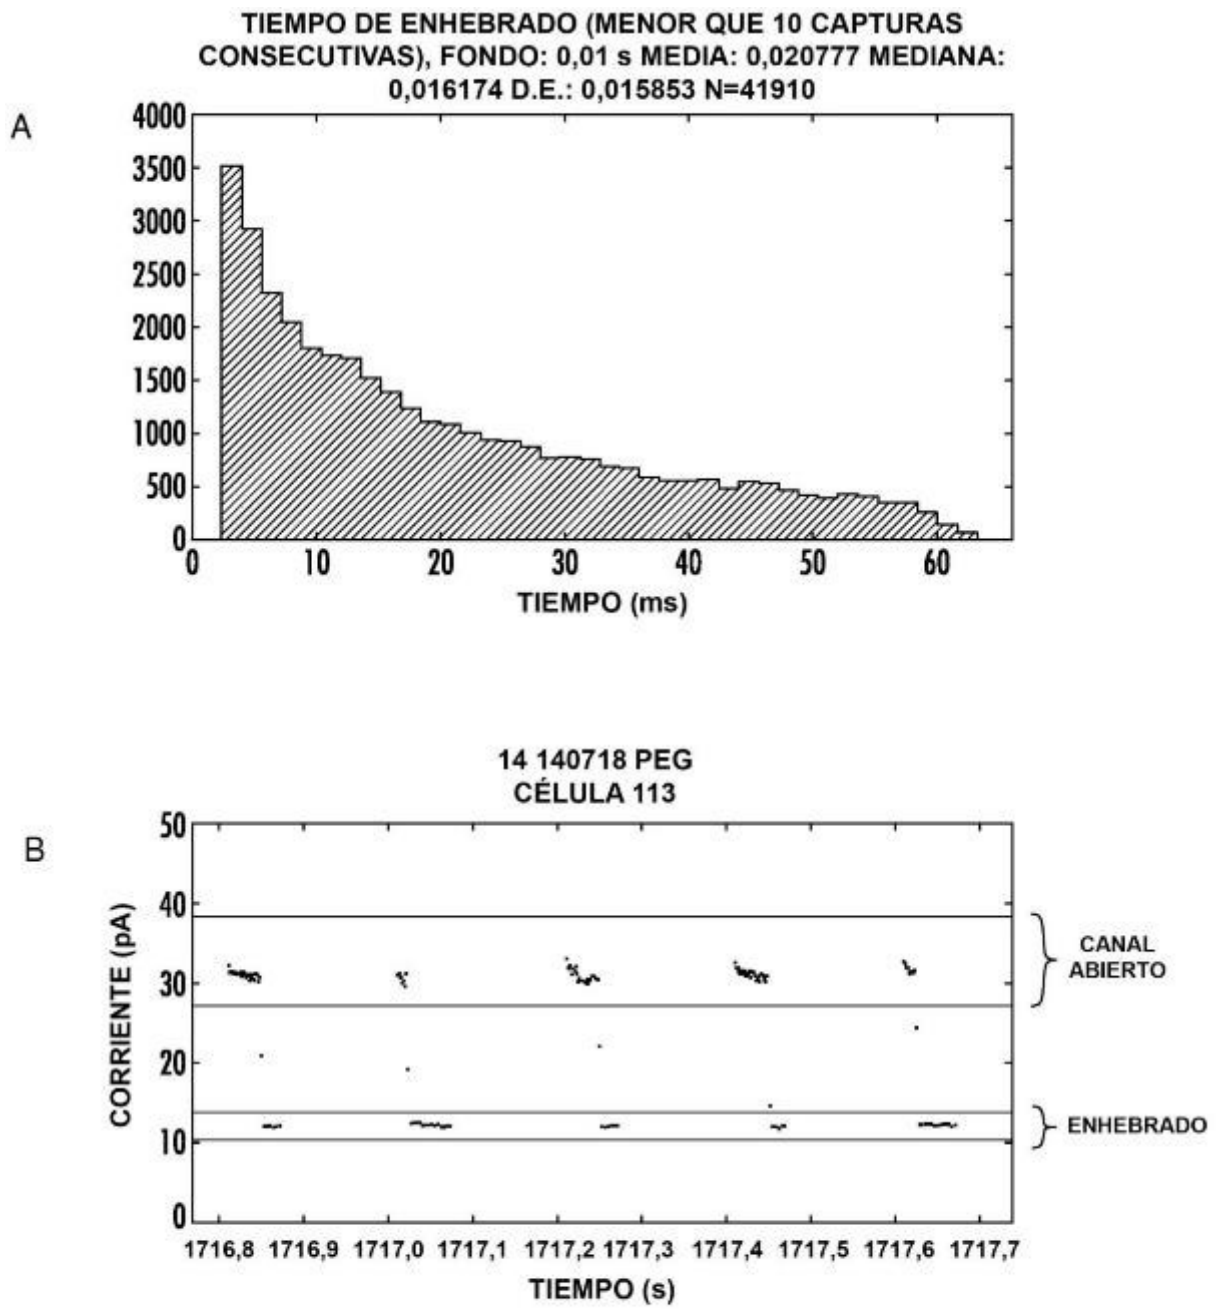 TIEMPO DE ENHEBRADO (MENOR QUE 10 CAPTURAS
CONSECUTIVAS), FONDO: 0,01 s MEDIA: 0,020777 MEDIANA:
0,016174 D.E.: 0,015853 N=41910
A
4000
3500
3000
2500
2000
1500
1000
500
0
0 10 20 30 40 50 60
TIEMPO (ms)
14 140718 PEG
CÉLULA 113
B
50
40
30
20
10
0
CORRIENTE (pA)
CANAL
ABIERTO
ENHEBRADO
1716,8 1716,9 1717,0 1717,1 1717,2 1717,3 1717,4 1717,5 1717,6 1717,7
TIEMPO (s)